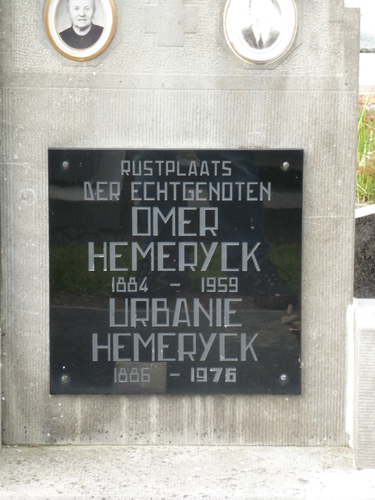 RUSTPLAATS
DER ECHTGENOTEN
OMER
HEMERYCK
1884 - 1959
URBANIE
HEMERYCK
1886 - 1976